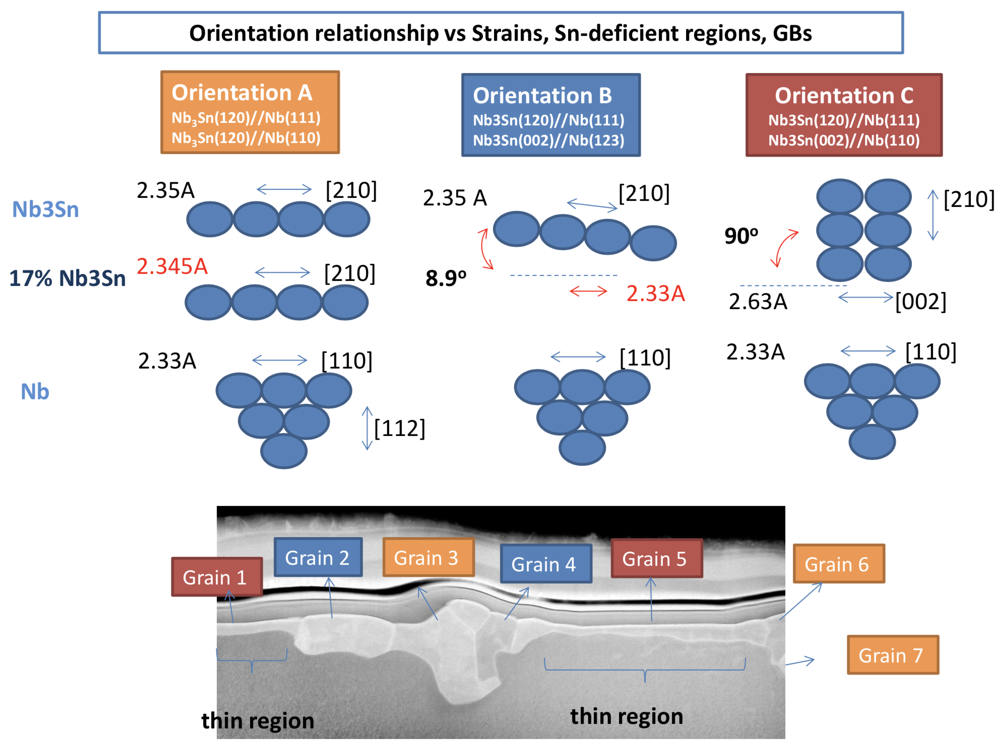 Orientation relationship vs Strains, Sn-deficient regions, GBs
Orientation A
Nb₃Sn(120)//Nb(111)
Nb₃Sn(120)//Nb(110)
Orientation B
Nb3Sn(120)//Nb(111)
Nb3Sn(002)//Nb(123)
Orientation C
Nb3Sn(120)//Nb(111)
Nb3Sn(002)//Nb(110)
Nb3Sn
2.35A
[210]
2.35 A
[210]
[210]
90º
17% Nb3Sn
2.345A
[210]
8.9º
2.33A
2.63A
[002]
Nb
2.33A
[110]
[112]
[110]
2.33A
[110]
Grain 1
Grain 2
Grain 3
Grain 4
Grain 5
Grain 6
Grain 7
thin region
thin region